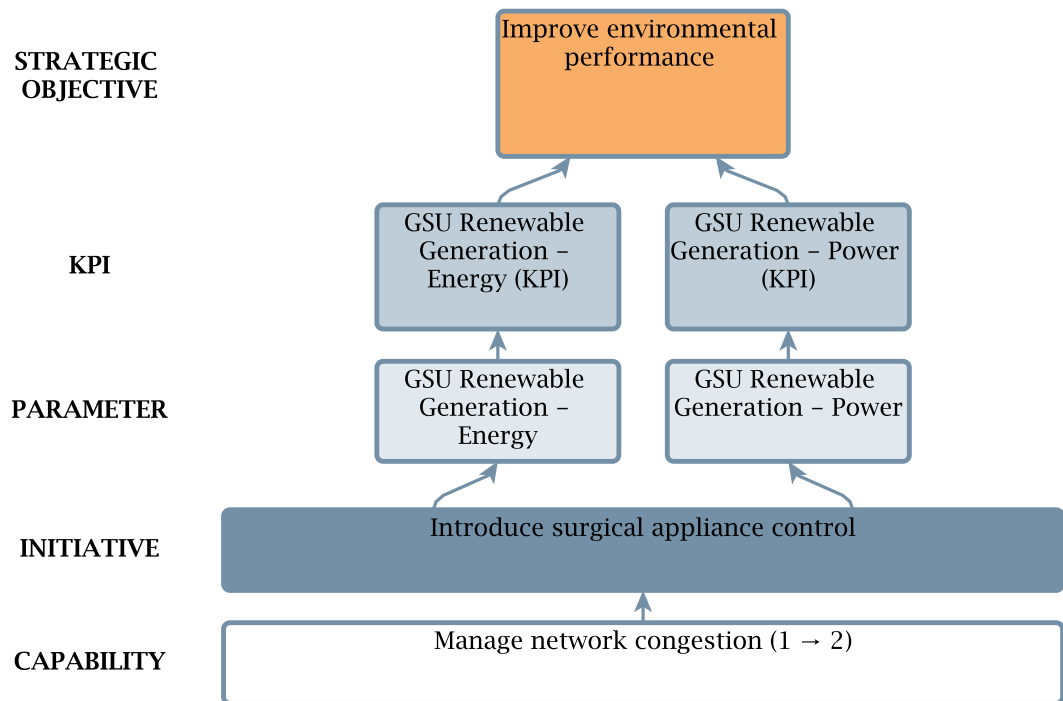 STRATEGIC
OBJECTIVE
Improve environmental
performance
KPI
GSU Renewable
Generation –
Energy (KPI)
GSU Renewable
Generation – Power
(KPI)
PARAMETER
GSU Renewable
Generation –
Energy
GSU Renewable
Generation – Power
INITIATIVE
Introduce surgical appliance control
CAPABILITY
Manage network congestion (1 → 2)